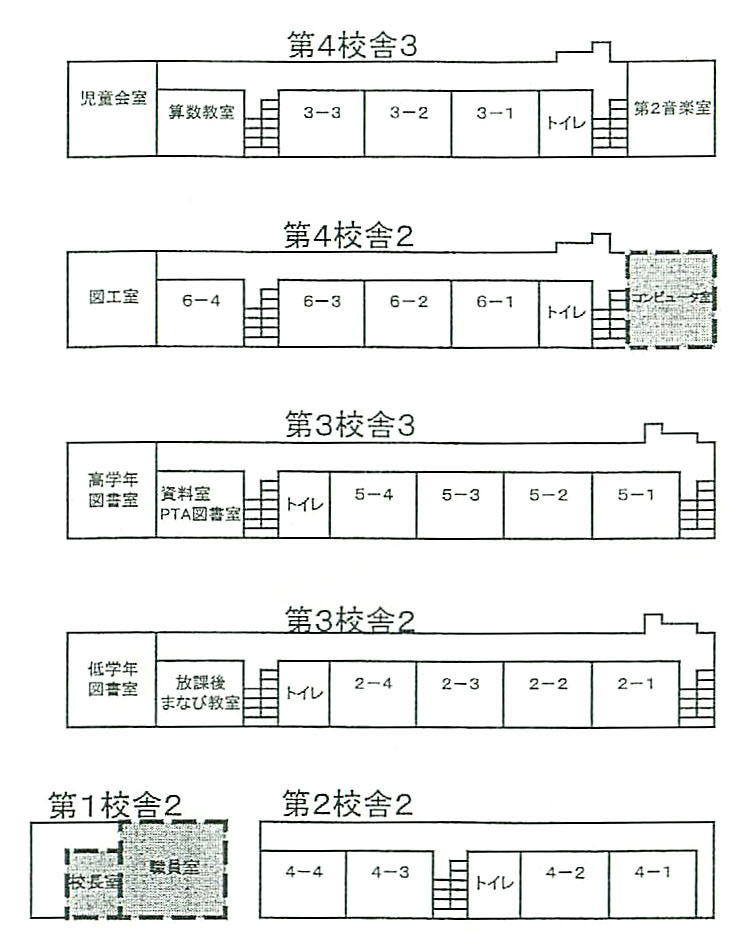 第4校舎3
児童会室
算数教室
3-3
3-2
3-1
トイレ
第2音楽室
第4校舎2
図工室
6-4
6-3
6-2
6-1
トイレ
コンピュータ室
第3校舎3
高学年
図書室
資料室
PTA図書室
トイレ
5-4
5-3
5-2
5-1
第3校舎2
低学年
図書室
放課後
まなび教室
トイレ
2-4
2-3
2-2
2-1
第1校舎2
校長室
職員室
第2校舎2
4-4
4-3
トイレ
4-2
4-1